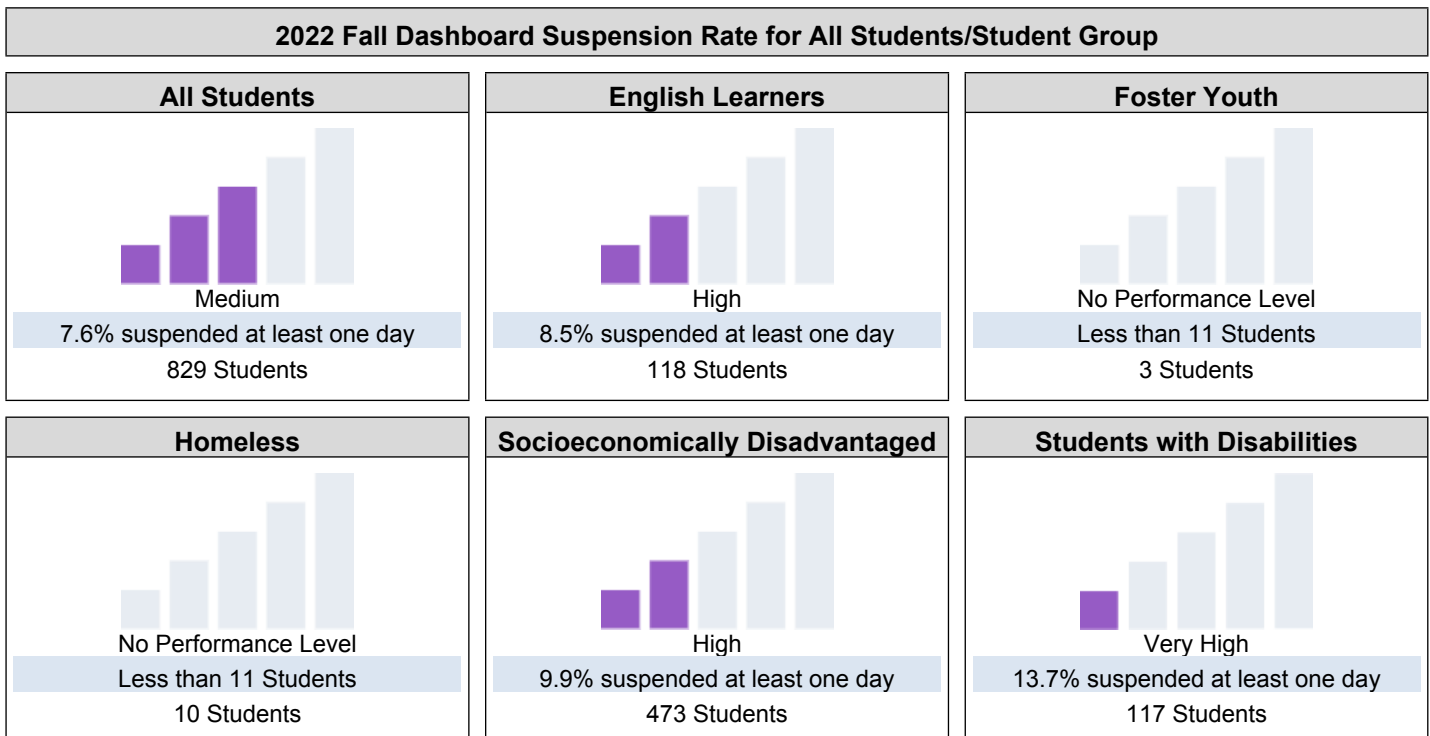 2022 Fall Dashboard Suspension Rate for All Students/Student Group
All Students
Medium
7.6% suspended at least one day
829 Students
English Learners
High
8.5% suspended at least one day
118 Students
Foster Youth
No Performance Level
Less than 11 Students
3 Students
Homeless
No Performance Level
Less than 11 Students
10 Students
Socioeconomically Disadvantaged
High
9.9% suspended at least one day
473 Students
Students with Disabilities
Very High
13.7% suspended at least one day
117 Students